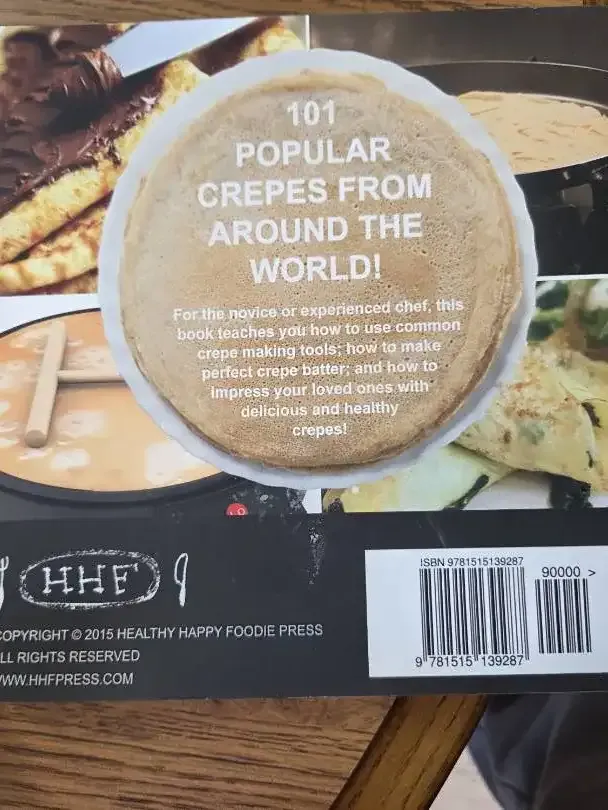 101
POPULAR
CREPES FROM
AROUND THE
WORLD!
For the novice or experienced chef, this
book teaches you how to use common
crepe making tools; how to make
perfect crepe batter; and how to
impress your loved ones with
delicious and healthy
crepes!
HHF
COPYRIGHT © 2015 HEALTHY HAPPY FOODIE PRESS
LL RIGHTS RESERVED
WW.HHFPRESS.COM
ISBN 9781515139287
90000 >
9 781515 139287